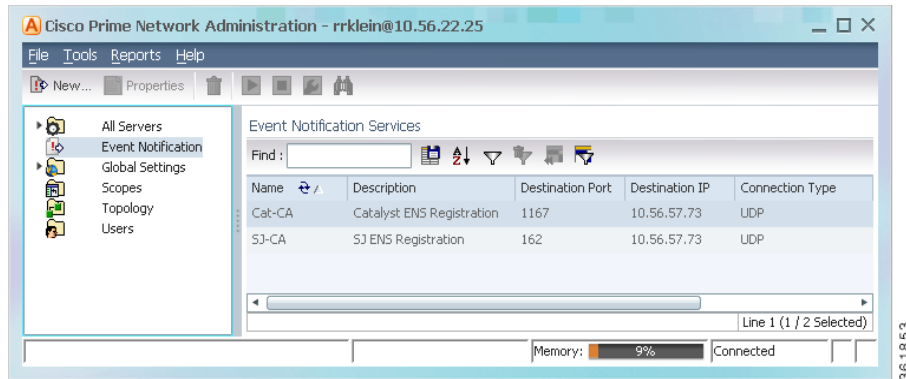 Cisco Prime Network Administration - rrklein@10.56.22.25
File Tools Reports Help
New... Properties
All Servers
Event Notification
Global Settings
Scopes
Topology
Users
Event Notification Services
Find :
Name Description Destination Port Destination IP Connection Type
Cat-CA Catalyst ENS Registration 1167 10.56.57.73 UDP
SJ-CA SJ ENS Registration 162 10.56.57.73 UDP
Line 1 (1 / 2 Selected)
Memory: 9% Connected
361853